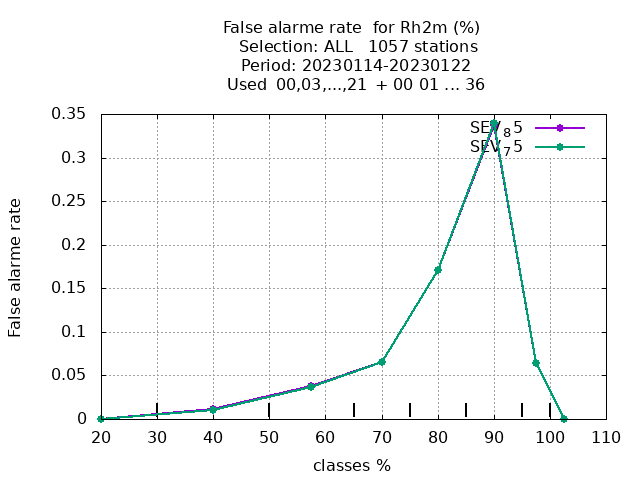 False alarme rate for Rh2m (%)
Selection: ALL 1057 stations
Period: 20230114-20230122
Used 00,03,...,21 + 00 01 ... 36
0.35
0.3
0.25
0.2
0.15
0.1
0.05
0
False alarme rate
SEV_8 5
SEV_7 5
20 30 40 50 60 70 80 90 100 110
classes %